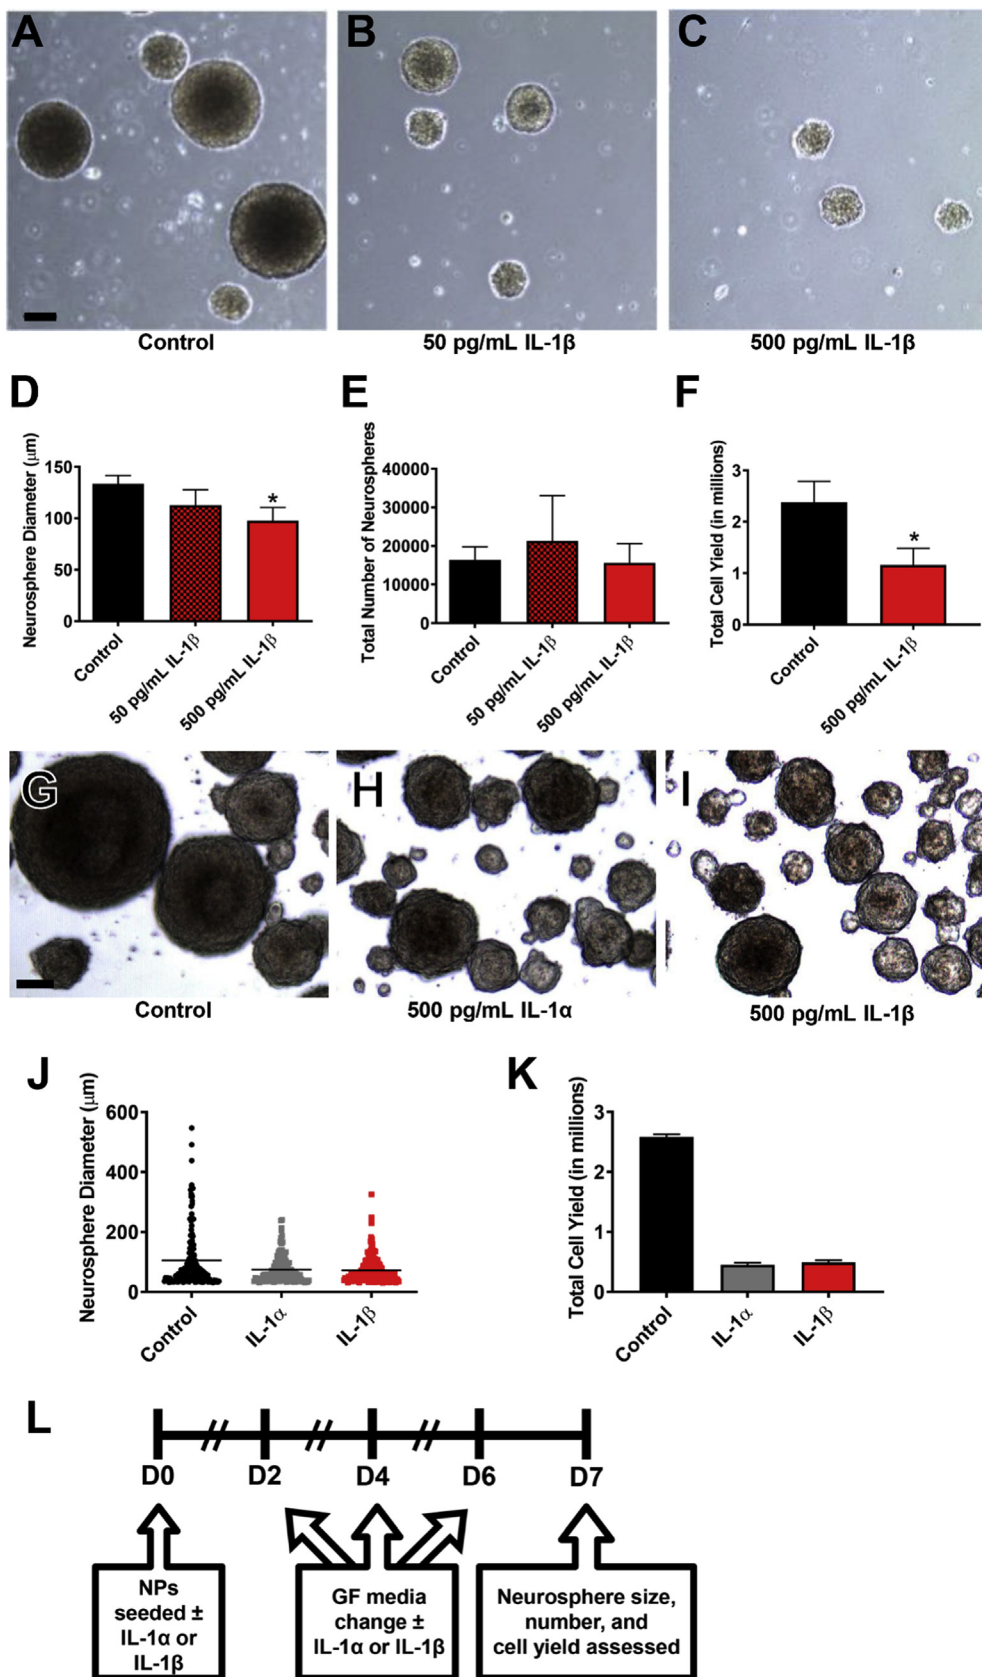 A
B
C
Control
50 pg/mL IL-1β
500 pg/mL IL-1β
D
Neurosphere Diameter (μm)
150
100
50
0
*
Control
50 pg/mL IL-1β
500 pg/mL IL-1β
E
Total Number of Neurospheres
40000
30000
20000
10000
0
Control
50 pg/mL IL-1β
500 pg/mL IL-1β
F
Total Cell Yield (in millions)
3
2
1
0
*
Control
500 pg/mL IL-1β
G
H
I
Control
500 pg/mL IL-1α
500 pg/mL IL-1β
J
Neurosphere Diameter (μm)
600
400
200
0
Control
IL-1α
IL-1β
K
Total Cell Yield (in millions)
3
2
1
0
Control
IL-1α
IL-1β
L
D0
D2
D4
D6
D7
NPs
seeded ±
IL-1α or
IL-1β
GF media
change ±
IL-1α or IL-1β
Neurosphere size,
number, and
cell yield assessed